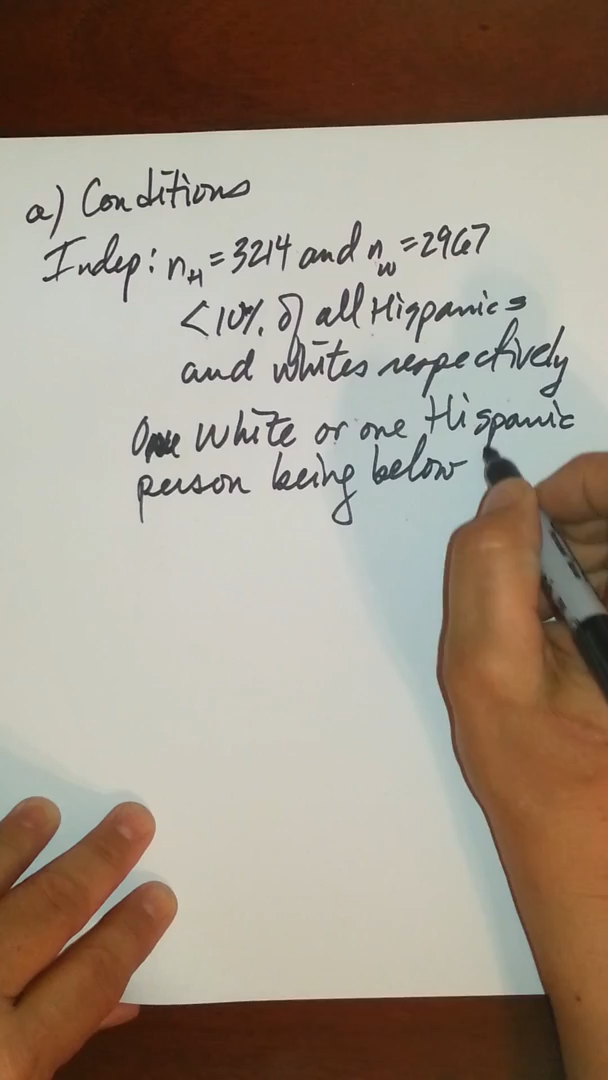 a) Conditions
Indep: nH = 3214 and nw = 2967
<10% of all Hispanics
and whites respectively
One white or one Hispanic
person being below